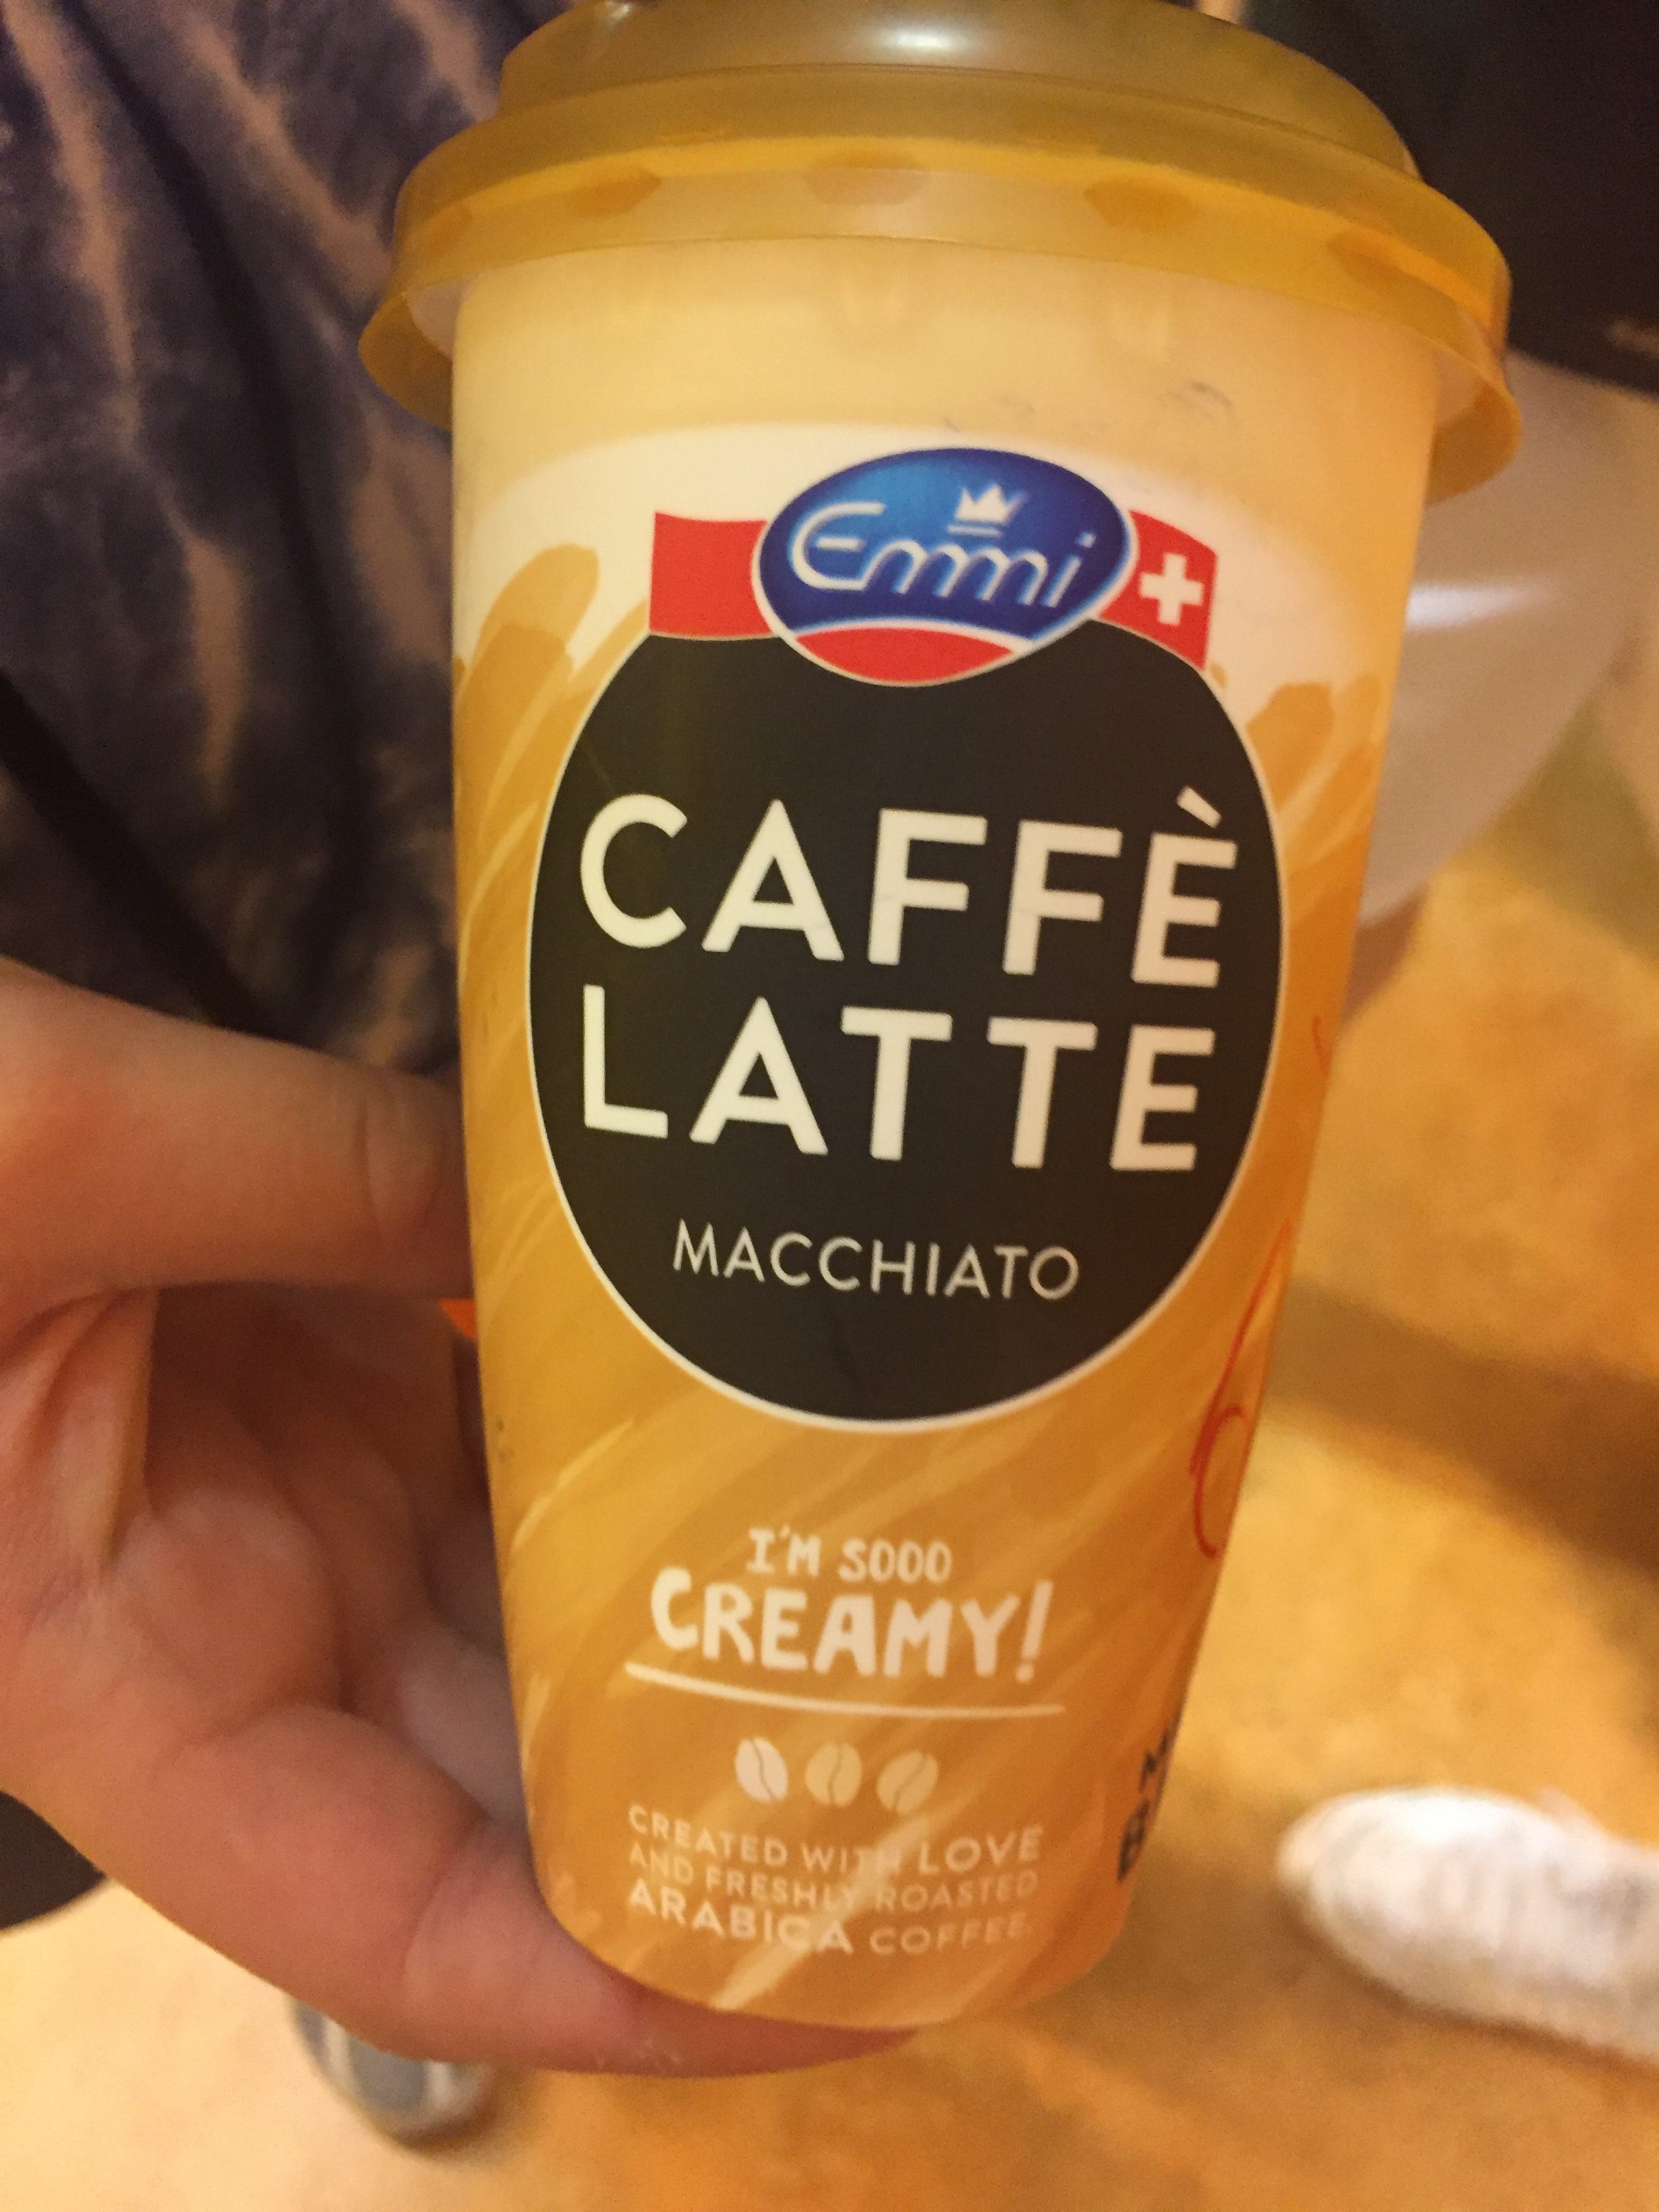 Emmi
CAFFÈ
LATTE
MACCHIATO
I'M SOOO
CREAMY!
CREATED WITH LOVE
AND FRESHLY ROASTED
ARABICA COFFEE.